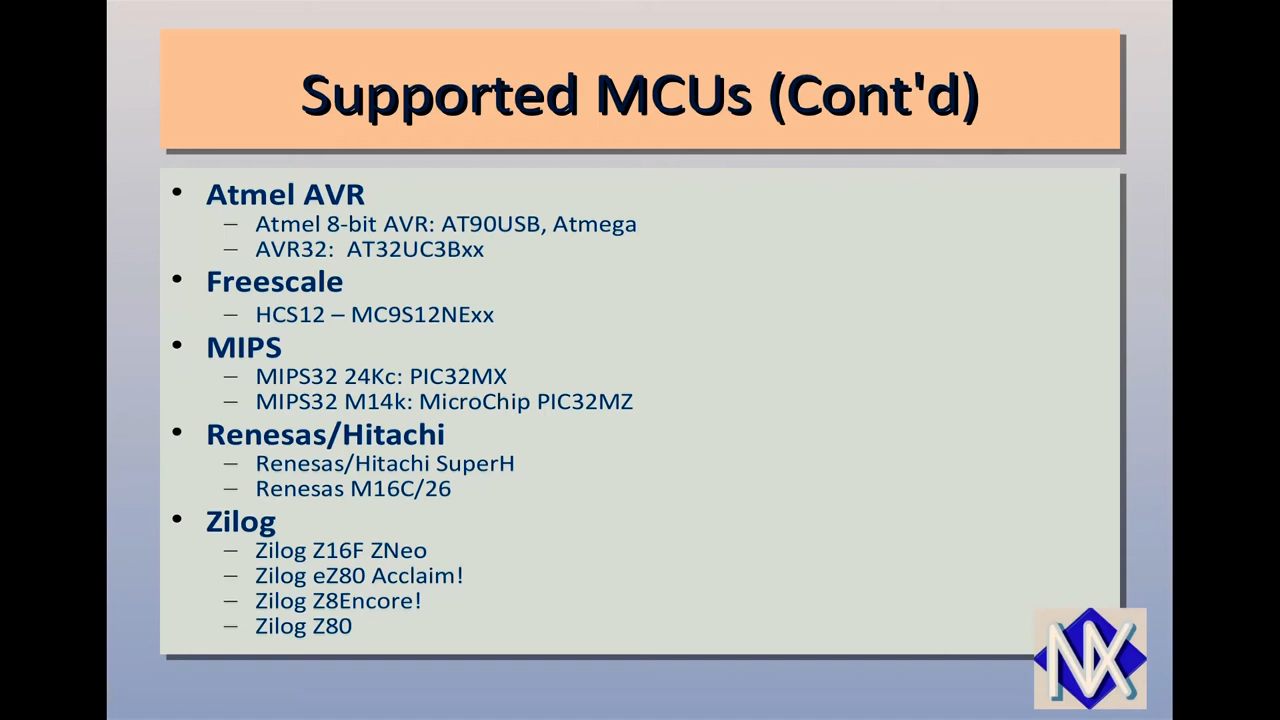 Supported MCUs (Cont'd)
• Atmel AVR
– Atmel 8-bit AVR: AT90USB, Atmega
– AVR32:  AT32UC3Bxx
• Freescale
– HCS12 – MC9S12NExx
• MIPS
– MIPS32 24Kc: PIC32MX
– MIPS32 M14k: MicroChip PIC32MZ
• Renesas/Hitachi
– Renesas/Hitachi SuperH
– Renesas M16C/26
• Zilog
– Zilog Z16F ZNeo
– Zilog eZ80 Acclaim!
– Zilog Z8Encore!
– Zilog Z80
NX